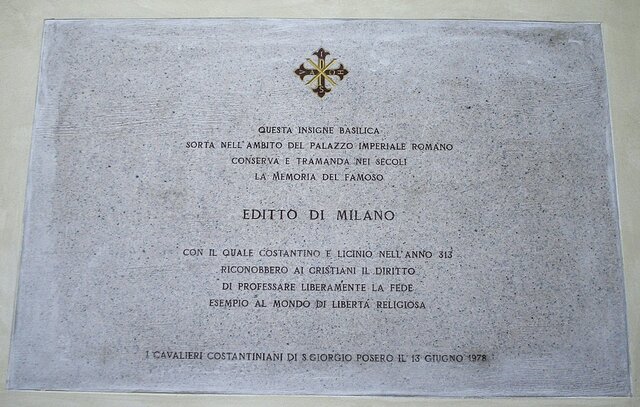 QUESTA INSIGNE BASILICA
SORTA NELL'AMBITO DEL PALAZZO IMPERIALE ROMANO
CONSERVA E TRAMANDA NEI SECOLI
LA MEMORIA DEL FAMOSO
EDITTO DI MILANO
CON IL QUALE COSTANTINO E LICINIO NELL'ANNO 313
RICONOBBERO AI CRISTIANI IL DIRITTO
DI PROFESSARE LIBERAMENTE LA FEDE
ESEMPIO AL MONDO DI LIBERTÀ RELIGIOSA
I CAVALIERI COSTANTINIANI DI S.GIORGIO POSERO IL 13 GIUGNO 1978